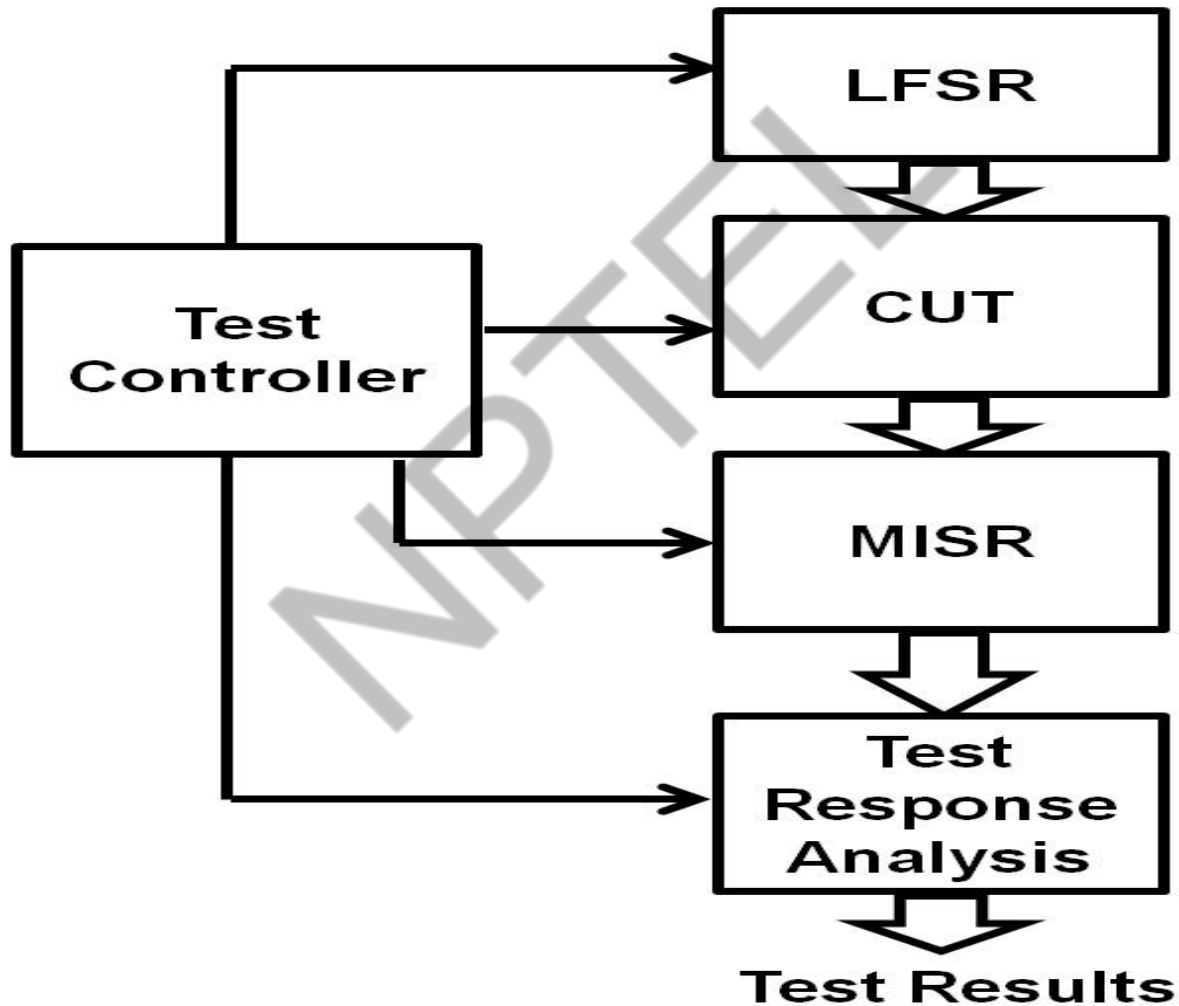 LFSR
CUT
Test
Controller
MISR
Test
Response
Analysis
Test Results
NPTEL